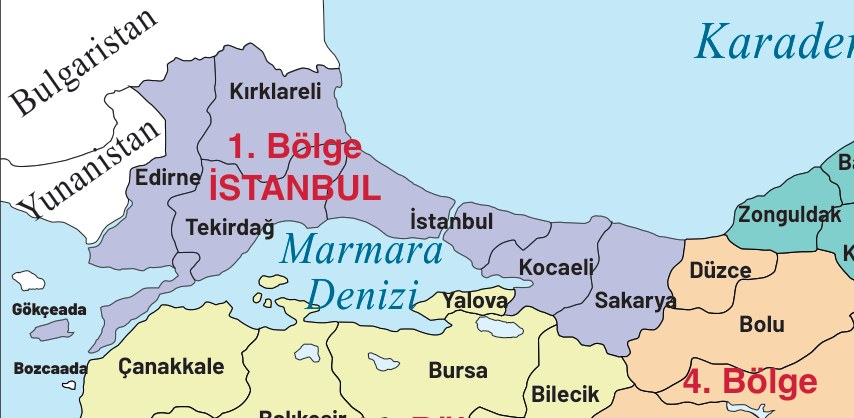 Bulgaristan
Karade
Kırklareli
1. Bölge
Yunanistan
Edirne
İSTANBUL
Zonguldak
Tekirdağ
İstanbul
Marmara
Denizi
Kocaeli
Düzce
Yalova
Sakarya
Gökçeada
Bolu
Bozcaada
Çanakkale
Bursa
4. Bölge
Bilecik